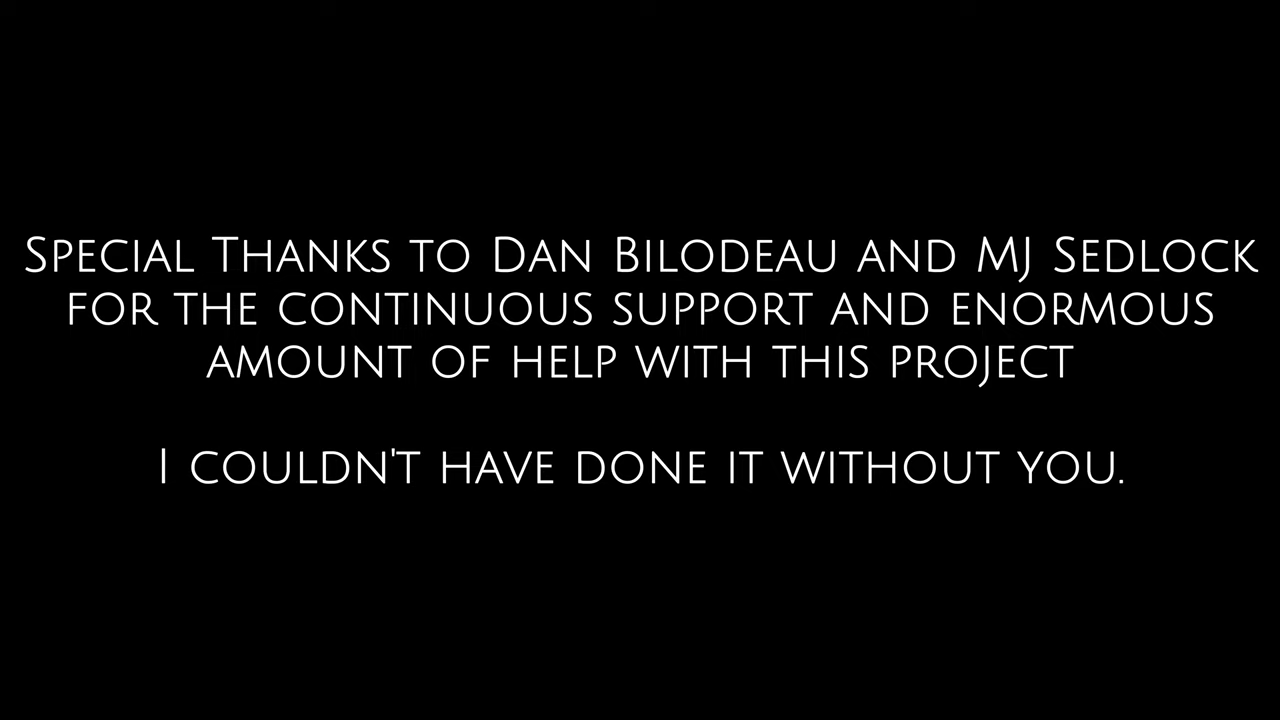 Special Thanks to Dan Bilodeau and MJ Sedlock
for the continuous support and enormous
amount of help with this project
I couldn't have done it without you.